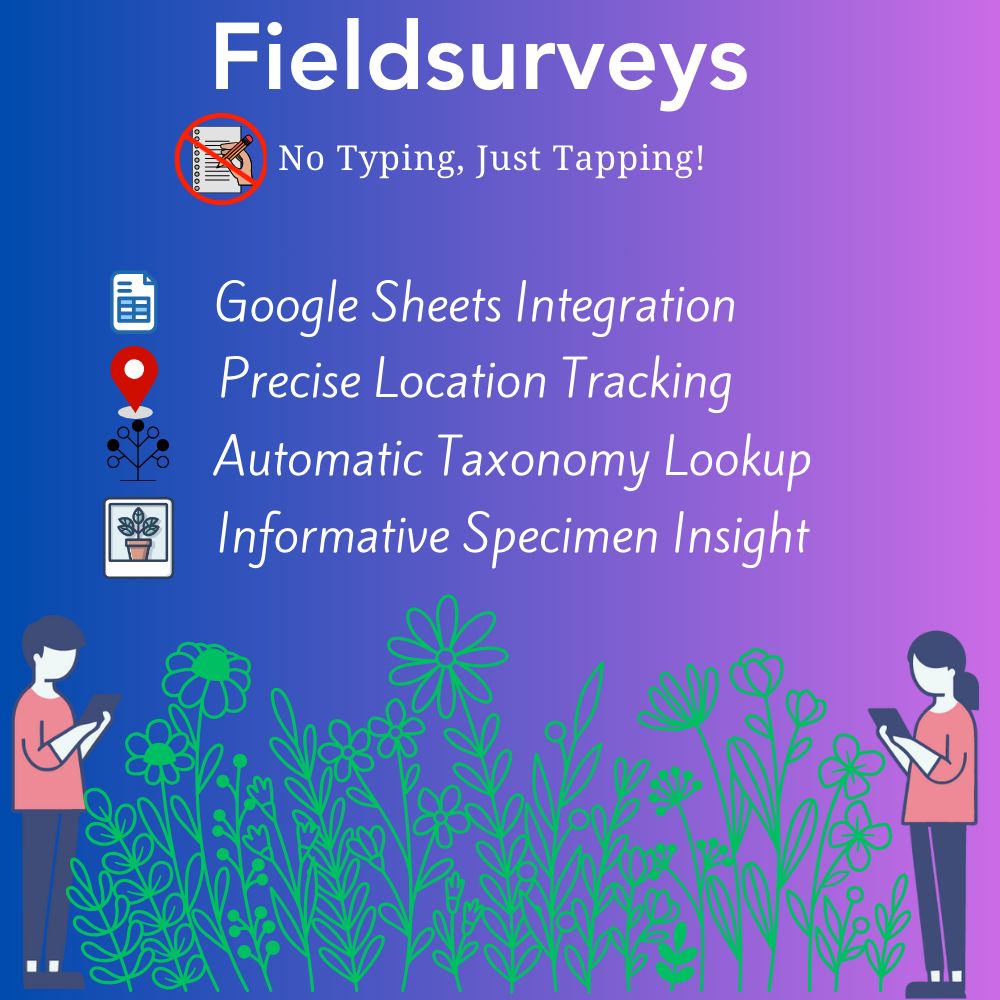 Fieldsurveys
No Typing, Just Tapping!
Google Sheets Integration
Precise Location Tracking
Automatic Taxonomy Lookup
Informative Specimen Insight